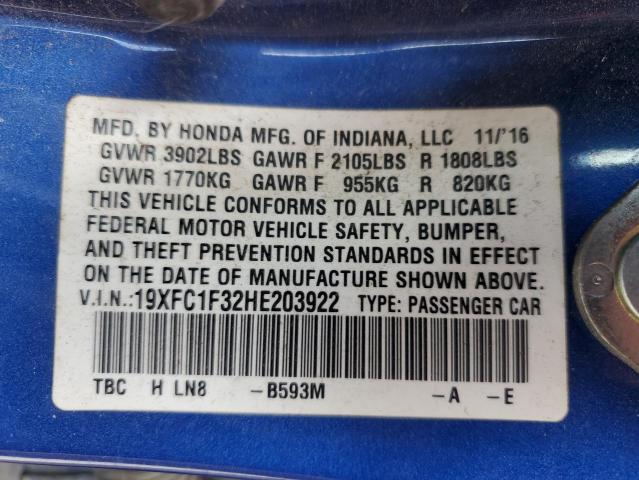 MFD. BY HONDA MFG. OF INDIANA, LLC 11/'16
GVWR 3902LBS GAWR F 2105LBS R 1808LBS
GVWR 1770KG GAWR F 955KG R 820KG
THIS VEHICLE CONFORMS TO ALL APPLICABLE
FEDERAL MOTOR VEHICLE SAFETY, BUMPER,
AND THEFT PREVENTION STANDARDS IN EFFECT
ON THE DATE OF MANUFACTURE SHOWN ABOVE.
V.I.N.:19XFC1F32HE203922 TYPE: PASSENGER CAR
TBC H LN8 -B593M -A -E